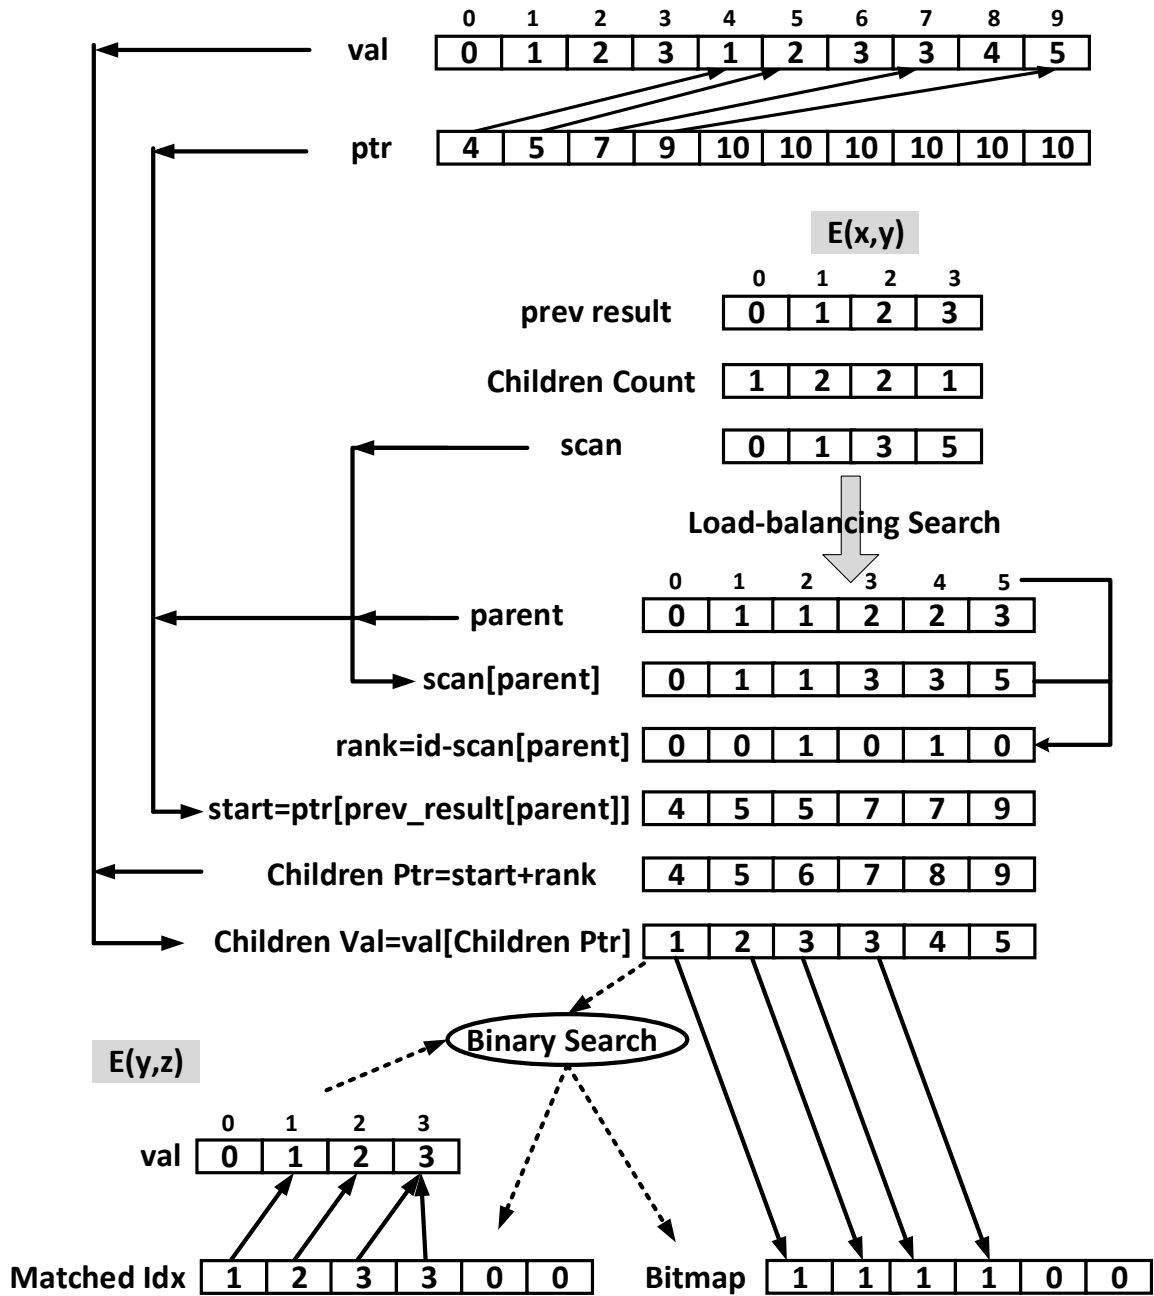 0 1 2 3 4 5 6 7 8 9
val 0 1 2 3 1 2 3 3 4 5
ptr 4 5 7 9 10 10 10 10 10 10
E(x,y)
0 1 2 3
prev result 0 1 2 3
Children Count 1 2 2 1
scan 0 1 3 5
Load-balancing Search
0 1 2 3 4 5
parent 0 1 1 2 2 3
scan[parent] 0 1 1 3 3 5
rank=id-scan[parent] 0 0 1 0 1 0
start=ptr[prev_result[parent]] 4 5 5 7 7 9
Children Ptr=start+rank 4 5 6 7 8 9
Children Val=val[Children Ptr] 1 2 3 3 4 5
Binary Search
E(y,z)
0 1 2 3
val 0 1 2 3
Matched Idx 1 2 3 3 0 0
Bitmap 1 1 1 1 0 0